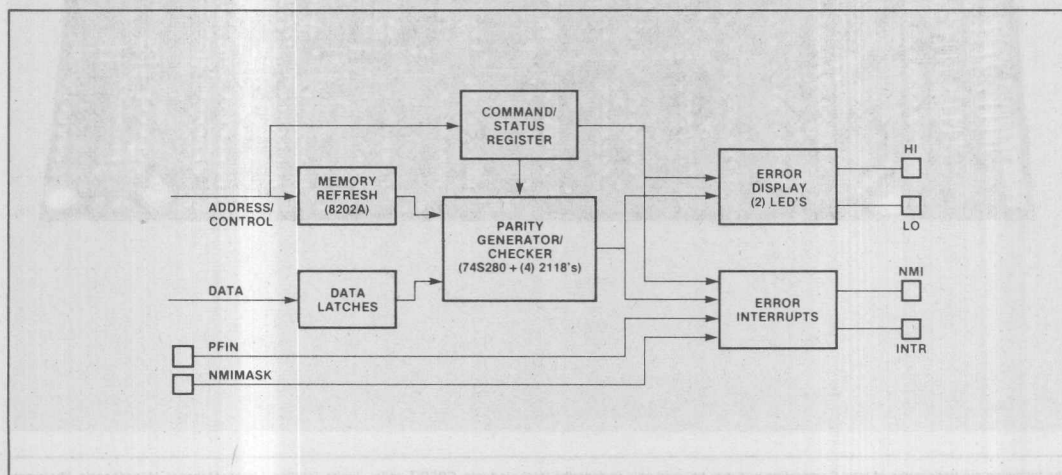 COMMAND/
STATUS
REGISTER
MEMORY
REFRESH
(8202A)
ADDRESS/
CONTROL
PARITY
GENERATOR/
CHECKER
(74S280 + (4) 2118's)
DATA
DATA
LATCHES
PFIN
NMIMASK
ERROR
DISPLAY
(2) LED'S
HI
LO
ERROR
INTERRUPTS
NMI
INTR